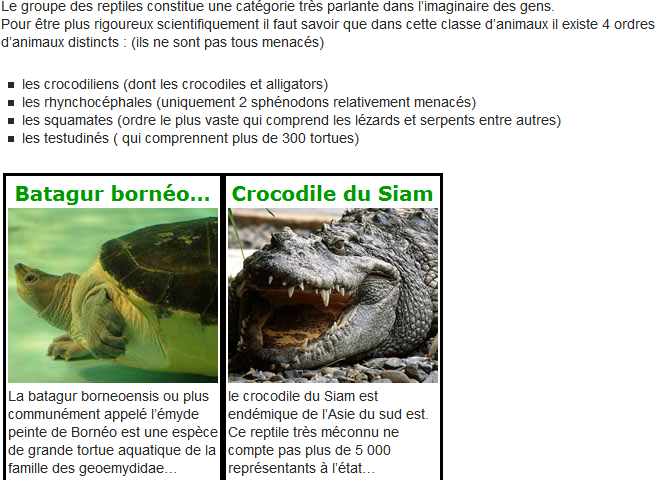 Le groupe des reptiles constitue une catégorie très parlante dans l'imaginaire des gens.
Pour être plus rigoureux scientifiquement il faut savoir que dans cette classe d'animaux il existe 4 ordres
d'animaux distincts : (ils ne sont pas tous menacés)
les crocodiliens (dont les crocodiles et alligators)
les rhynchocéphales (uniquement 2 sphénodons relativement menacés)
les squamates (ordre le plus vaste qui comprend les lézards et serpents entre autres)
les testudinés ( qui comprennent plus de 300 tortues)
Batagur bornéo...
La batagur borneoensis ou plus
communément appelé l'émyde
peinte de Bornéo est une espèce
de grande tortue aquatique de la
famille des geoemydidae...
Crocodile du Siam
le crocodile du Siam est
endémique de l'Asie du sud est.
Ce reptile très méconnu ne
compte pas plus de 5 000
représentants à l'état...